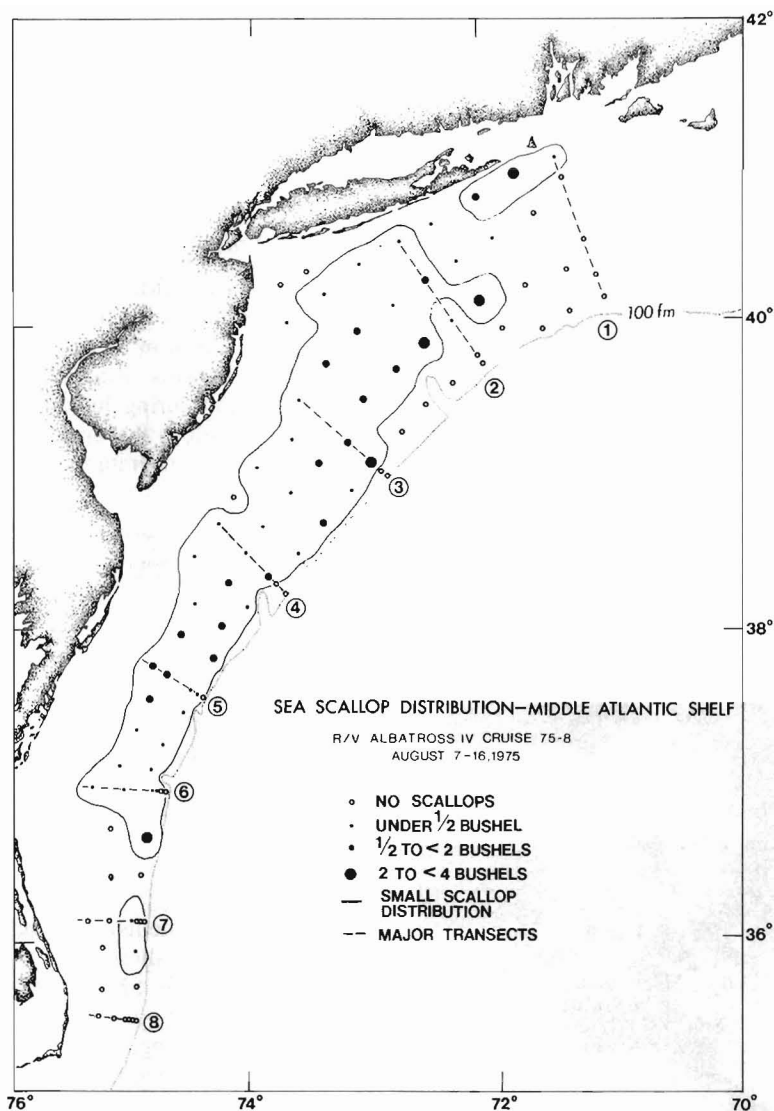 42°
A
100 fm
40°
①
②
③
④
38°
⑤
SEA SCALLOP DISTRIBUTION—MIDDLE ATLANTIC SHELF
R/V ALBATROSS IV CRUISE 75-8
AUGUST 7-16, 1975
⑥
NO SCALLOPS
UNDER 1/2 BUSHEL
1/2 TO < 2 BUSHELS
2 TO < 4 BUSHELS
SMALL SCALLOP
DISTRIBUTION
MAJOR TRANSECTS
⑦
36°
⑧
76° 74° 72° 70°